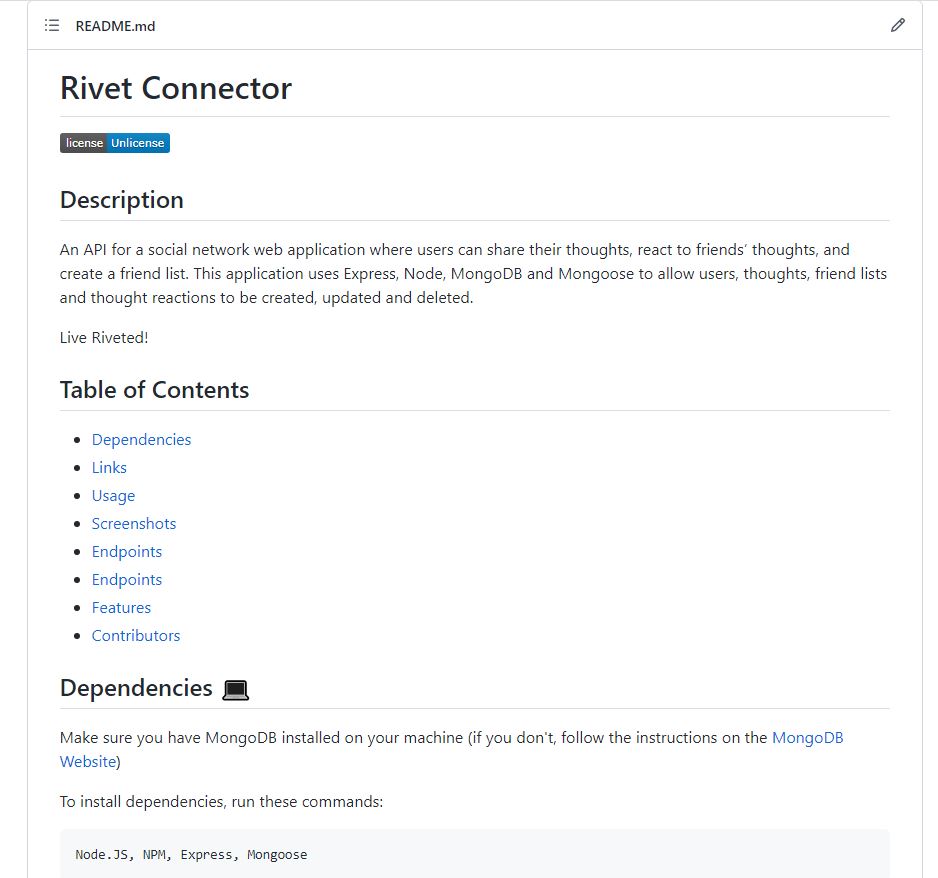 README.md
Rivet Connector
license Unlicense
Description
An API for a social network web application where users can share their thoughts, react to friends’ thoughts, and
create a friend list. This application uses Express, Node, MongoDB and Mongoose to allow users, thoughts, friend lists
and thought reactions to be created, updated and deleted.
Live Riveted!
Table of Contents
Dependencies
Links
Usage
Screenshots
Endpoints
Endpoints
Features
Contributors
Dependencies
Make sure you have MongoDB installed on your machine (if you don't, follow the instructions on the MongoDB
Website)
To install dependencies, run these commands:
Node.JS, NPM, Express, Mongoose